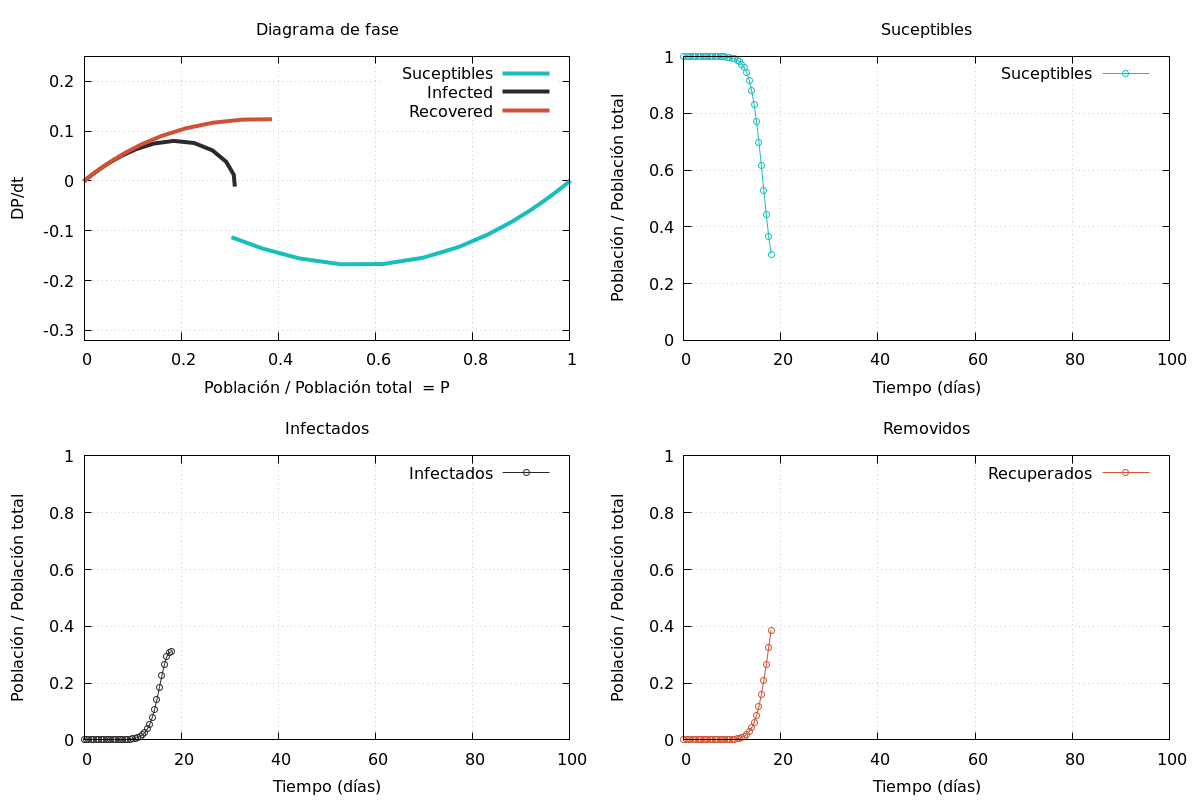 Diagrama de fase
Suceptibles
Infected
Recovered
0.2
0.1
0
-0.1
-0.2
-0.3
DP/dt
0 0.2 0.4 0.6 0.8 1
Población / Población total = P
Suceptibles
Suceptibles
1
0.8
0.6
0.4
0.2
0
Población / Población total
0 20 40 60 80 100
Tiempo (días)
Infectados
Infectados
1
0.8
0.6
0.4
0.2
0
Población / Población total
0 20 40 60 80 100
Tiempo (días)
Removidos
Recuperados
1
0.8
0.6
0.4
0.2
0
Población / Población total
0 20 40 60 80 100
Tiempo (días)